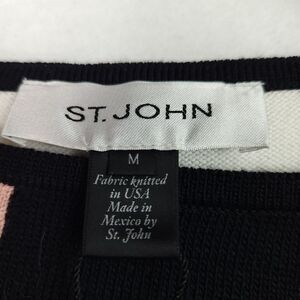 ST. JOHN
M
Fabric knitted
in USA
Made in
Mexico by
St. John